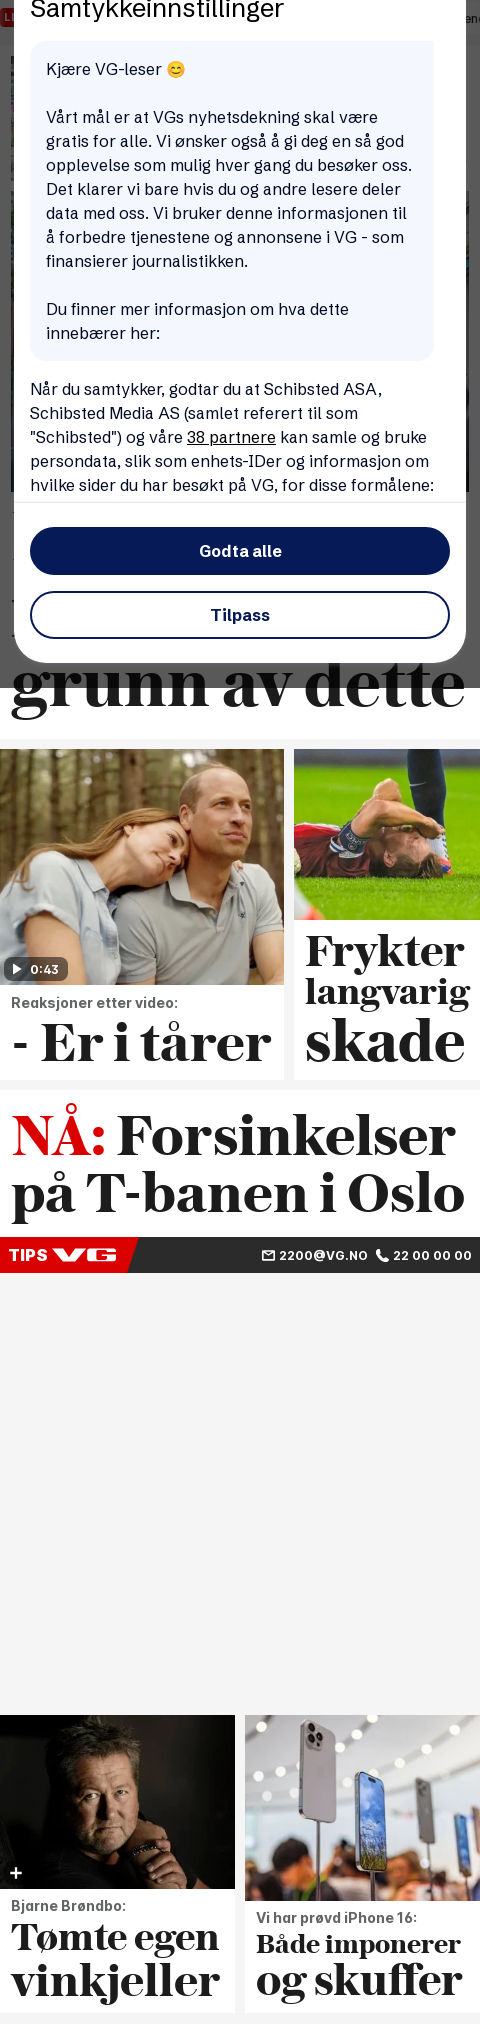 Samtykkeinnstillinger
Kjære VG-leser 😊
Vårt mål er at VGs nyhetsdekning skal være
gratis for alle. Vi ønsker også å gi deg en så god
opplevelse som mulig hver gang du besøker oss.
Det klarer vi bare hvis du og andre lesere deler
data med oss. Vi bruker denne informasjonen til
å forbedre tjenestene og annonsene i VG - som
finansierer journalistikken.
Du finner mer informasjon om hva dette
innebærer her:
Når du samtykker, godtar du at Schibsted ASA,
Schibsted Media AS (samlet referert til som
"Schibsted") og våre 38 partnere kan samle og bruke
persondata, slik som enhets-IDer og informasjon om
hvilke sider du har besøkt på VG, for disse formålene:
Godta alle
Tilpass
grunn av dette
0:43
Reaksjoner etter video:
- Er i tårer
Frykter
langvarig
skade
NÅ: Forsinkelser
på T-banen i Oslo
TIPS VG 2200@VG.NO 22 00 00 00
Bjarne Brøndbo:
Tømte egen
vinkjeller
Vi har prøvd iPhone 16:
Både imponerer
og skuffer